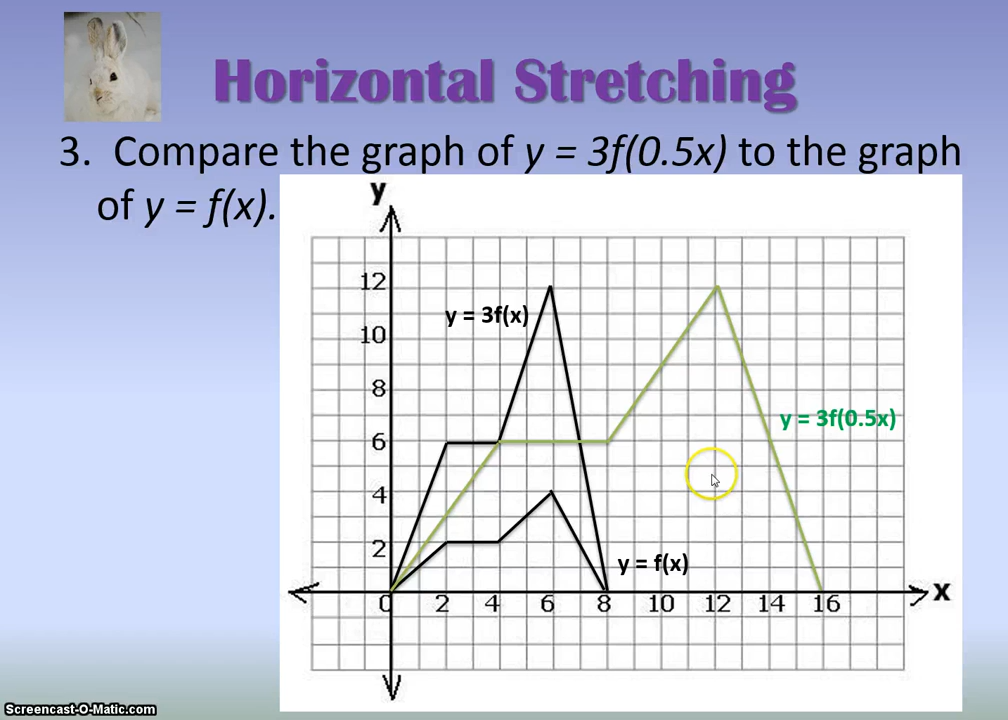 Horizontal Stretching
3. Compare the graph of y = 3f(0.5x) to the graph
of y = f(x).
y
12
y = 3f(x)
10
8
y = 3f(0.5x)
6
4
2
y = f(x)
0 2 4 6 8 10 12 14 16
x
Screencast-O-Matic.com